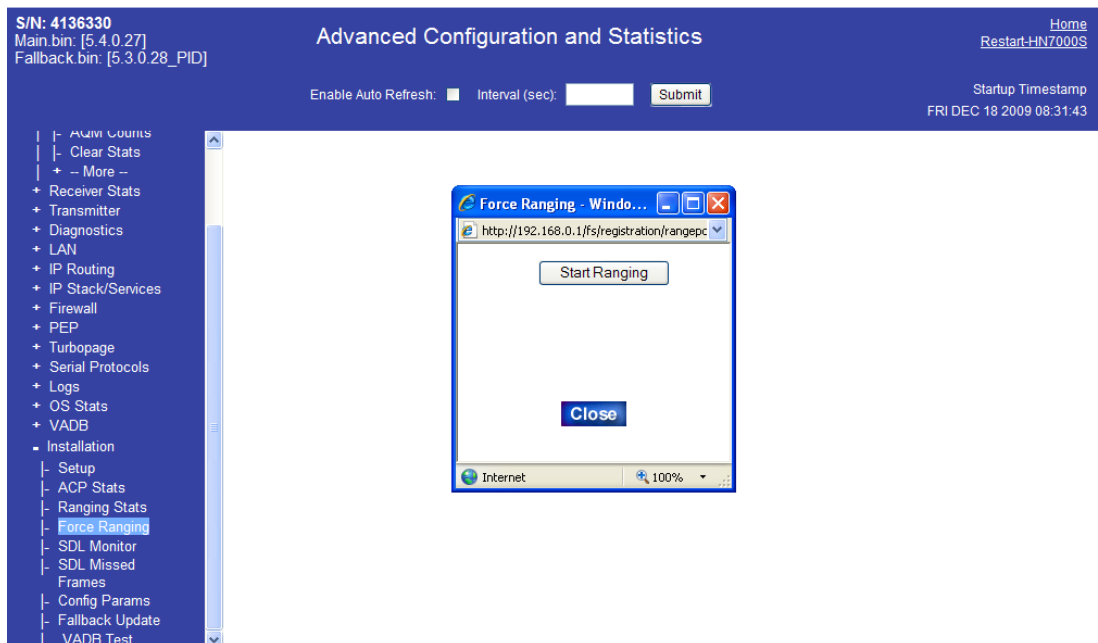 S/N: 4136330
Main.bin: [5.4.0.27]
Fallback.bin: [5.3.0.28_PID]
Advanced Configuration and Statistics
Home
Restart-HN7000S
Enable Auto Refresh: Interval (sec): Submit
Startup Timestamp
FRI DEC 18 2009 08:31:43
|- AQM Counts
|- Clear Stats
+ -- More --
+ Receiver Stats
+ Transmitter
+ Diagnostics
+ LAN
+ IP Routing
+ IP Stack/Services
+ Firewall
+ PEP
+ Turbopage
+ Serial Protocols
+ Logs
+ OS Stats
+ VADB
- Installation
|- Setup
|- ACP Stats
|- Ranging Stats
|- Force Ranging
|- SDL Monitor
|- SDL Missed
Frames
|- Config Params
|- Fallback Update
VADB Test
Force Ranging - Windo...
http://192.168.0.1/fs/registration/rangepo
Start Ranging
Close
Internet 100%